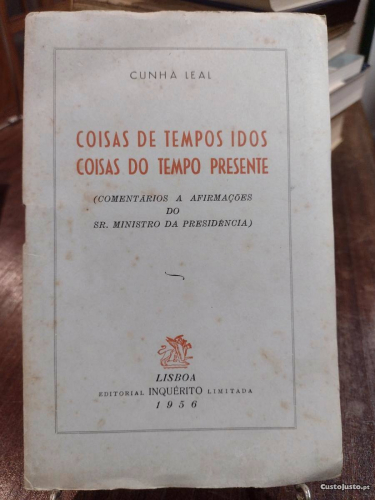 CUNHA LEAL
COISAS DE TEMPOS IDOS
COISAS DO TEMPO PRESENTE
(COMENTÁRIOS A AFIRMAÇÕES
DO
SR. MINISTRO DA PRESIDÊNCIA)
LISBOA
EDITORIAL INQUÉRITO LIMITADA
1956
CustoJusto.pt